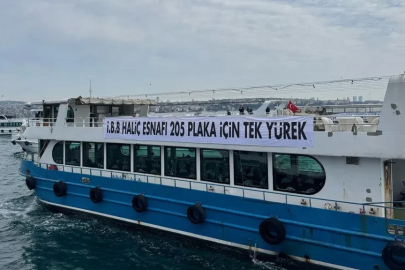 İ.B.B HALİÇ ESNAFI 205 PLAKA İÇİN TEK YÜREK